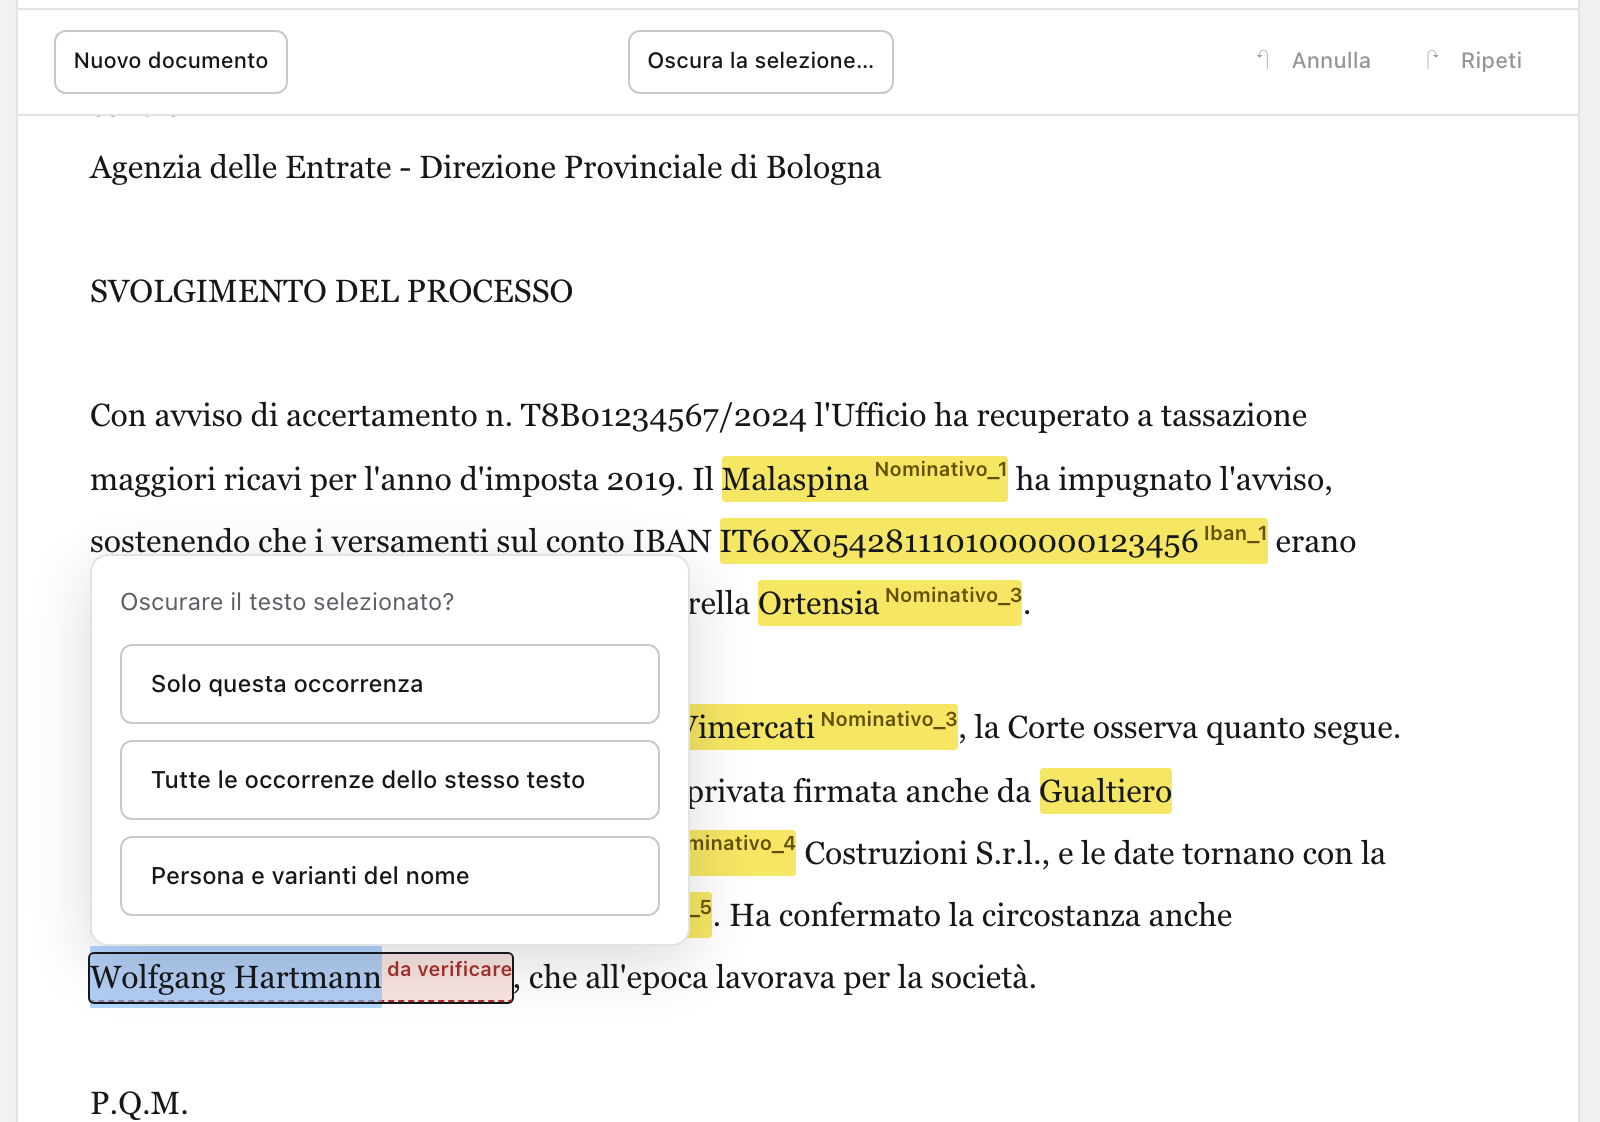 Nuovo documento
Oscura la selezione...
Annulla
Ripeti
Agenzia delle Entrate - Direzione Provinciale di Bologna
SVOLGIMENTO DEL PROCESSO
Con avviso di accertamento n. T8B01234567/2024 l'Ufficio ha recuperato a tassazione
maggiori ricavi per l'anno d'imposta 2019. Il Malaspina Nominativo_1 ha impugnato l'avviso,
sostenendo che i versamenti sul conto IBAN IT60X0542811101000000123456 Iban_1 erano
Ortensia Nominativo_3.
, la Corte osserva quanto segue.
Vimercati Nominativo_3
privata firmata anche da Gualtiero
Costruzioni S.r.l., e le date tornano con la
_5. Ha confermato la circostanza anche
Oscurare il testo selezionato?
Solo questa occorrenza
Tutte le occorrenze dello stesso testo
Persona e varianti del nome
Wolfgang Hartmann da verificare, che all'epoca lavorava per la società.
P.Q.M.